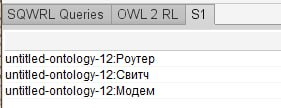 SQWRL Queries OWL 2 RL S1
untitled-ontology-12:Роутер
untitled-ontology-12:Свитч
untitled-ontology-12:Модем